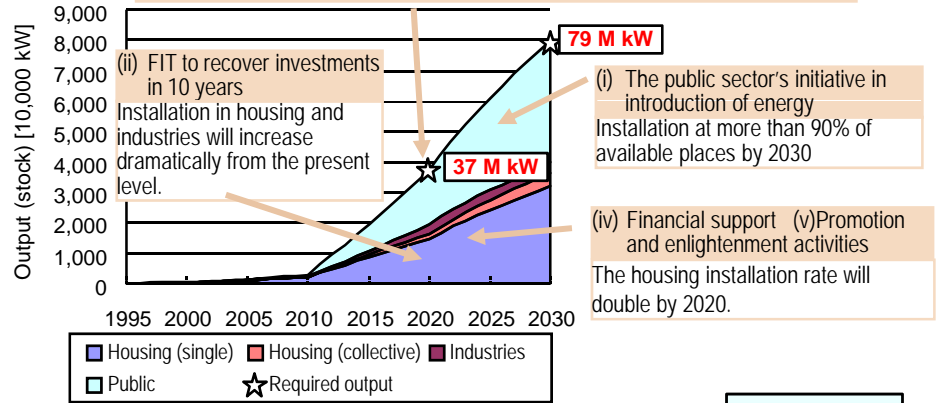 Output (stock) [10,000 kW]
9,000
8,000
7,000
6,000
5,000
4,000
3,000
2,000
1,000
0
1995 2000 2005 2010 2015 2020 2025 2030
79 M kW
37 M kW
(ii) FIT to recover investments
in 10 years
Installation in housing and
industries will increase
dramatically from the present
level.
(i) The public sector's initiative in
introduction of energy
Installation at more than 90% of
available places by 2030
(iv) Financial support (v)Promotion
and enlightenment activities
The housing installation rate will
double by 2020.
Housing (single) Housing (collective) Industries
Public Required output